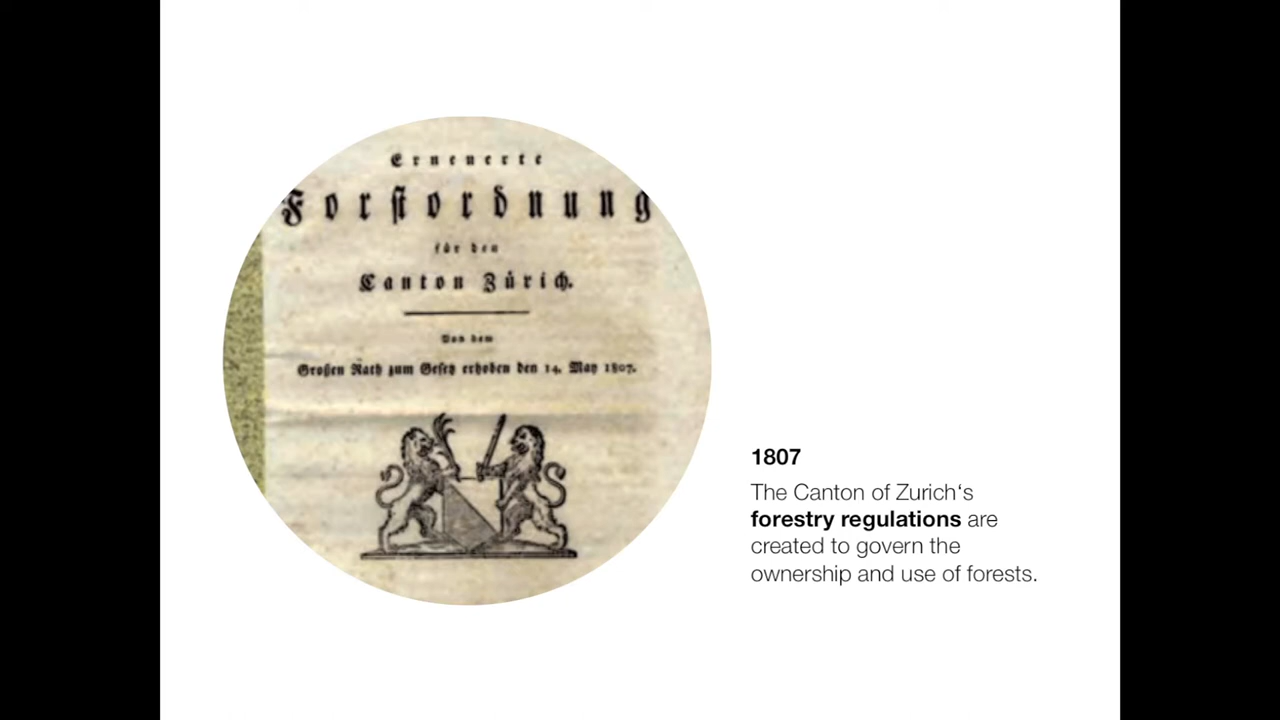 Erneuerte
Forstordnung
für den
Canton Zürich.
Von dem
Großen Rath zum Gesetz erhoben den 14. May 1807.
1807
The Canton of Zurich‘s
forestry regulations are
created to govern the
ownership and use of forests.